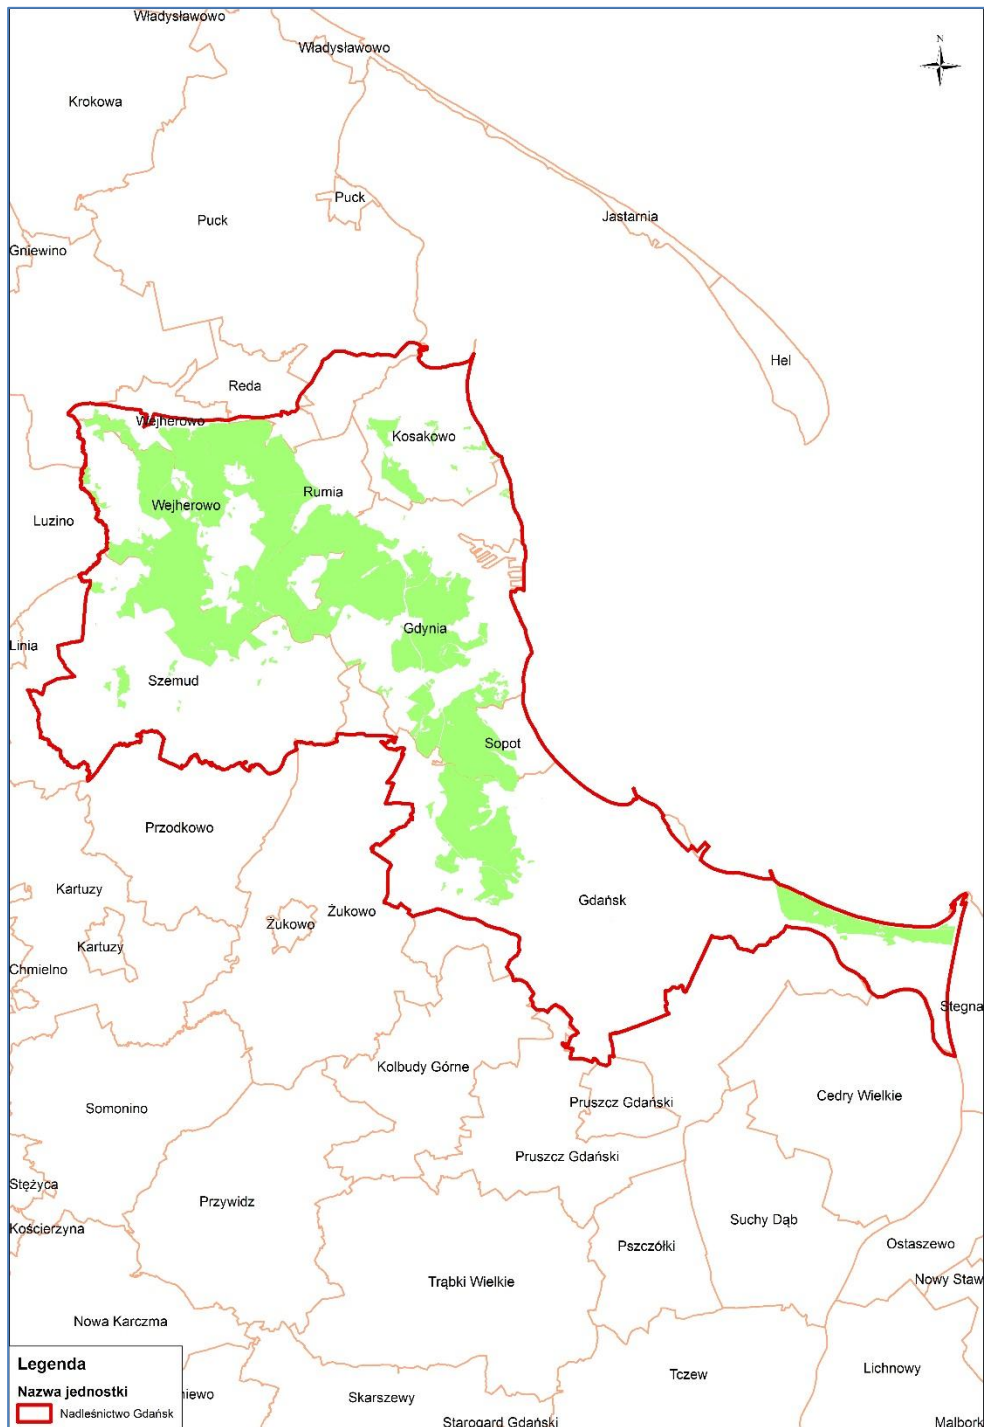 Władysławowo
N
Władysławowo
Krokowa
Puck
Jastarnia
Puck
Gniewino
Hel
Reda
Wejherowo
Kosakowo
Rumia
Wejherowo
Luzino
Gdynia
Linia
Szemud
Sopot
Przodkowo
Kartuzy
Gdańsk
Żukowo
Żukowo
Kartuzy
Chmielno
Stegna
Kolbudy Górne
Cedry Wielkie
Pruszcz Gdański
Somonino
Pruszcz Gdański
Stężyca
Przywidz
Suchy Dąb
Kościerzyna
Ostaszewo
Pszczółki
Nowy Staw
Trąbki Wielkie
Nowa Karczma
Legenda
Lichnowy
Tczew
Nazwa jednostki
niewo
Skarszewy
Nadleśnictwo Gdańsk
Starogard Gdański
Malbork